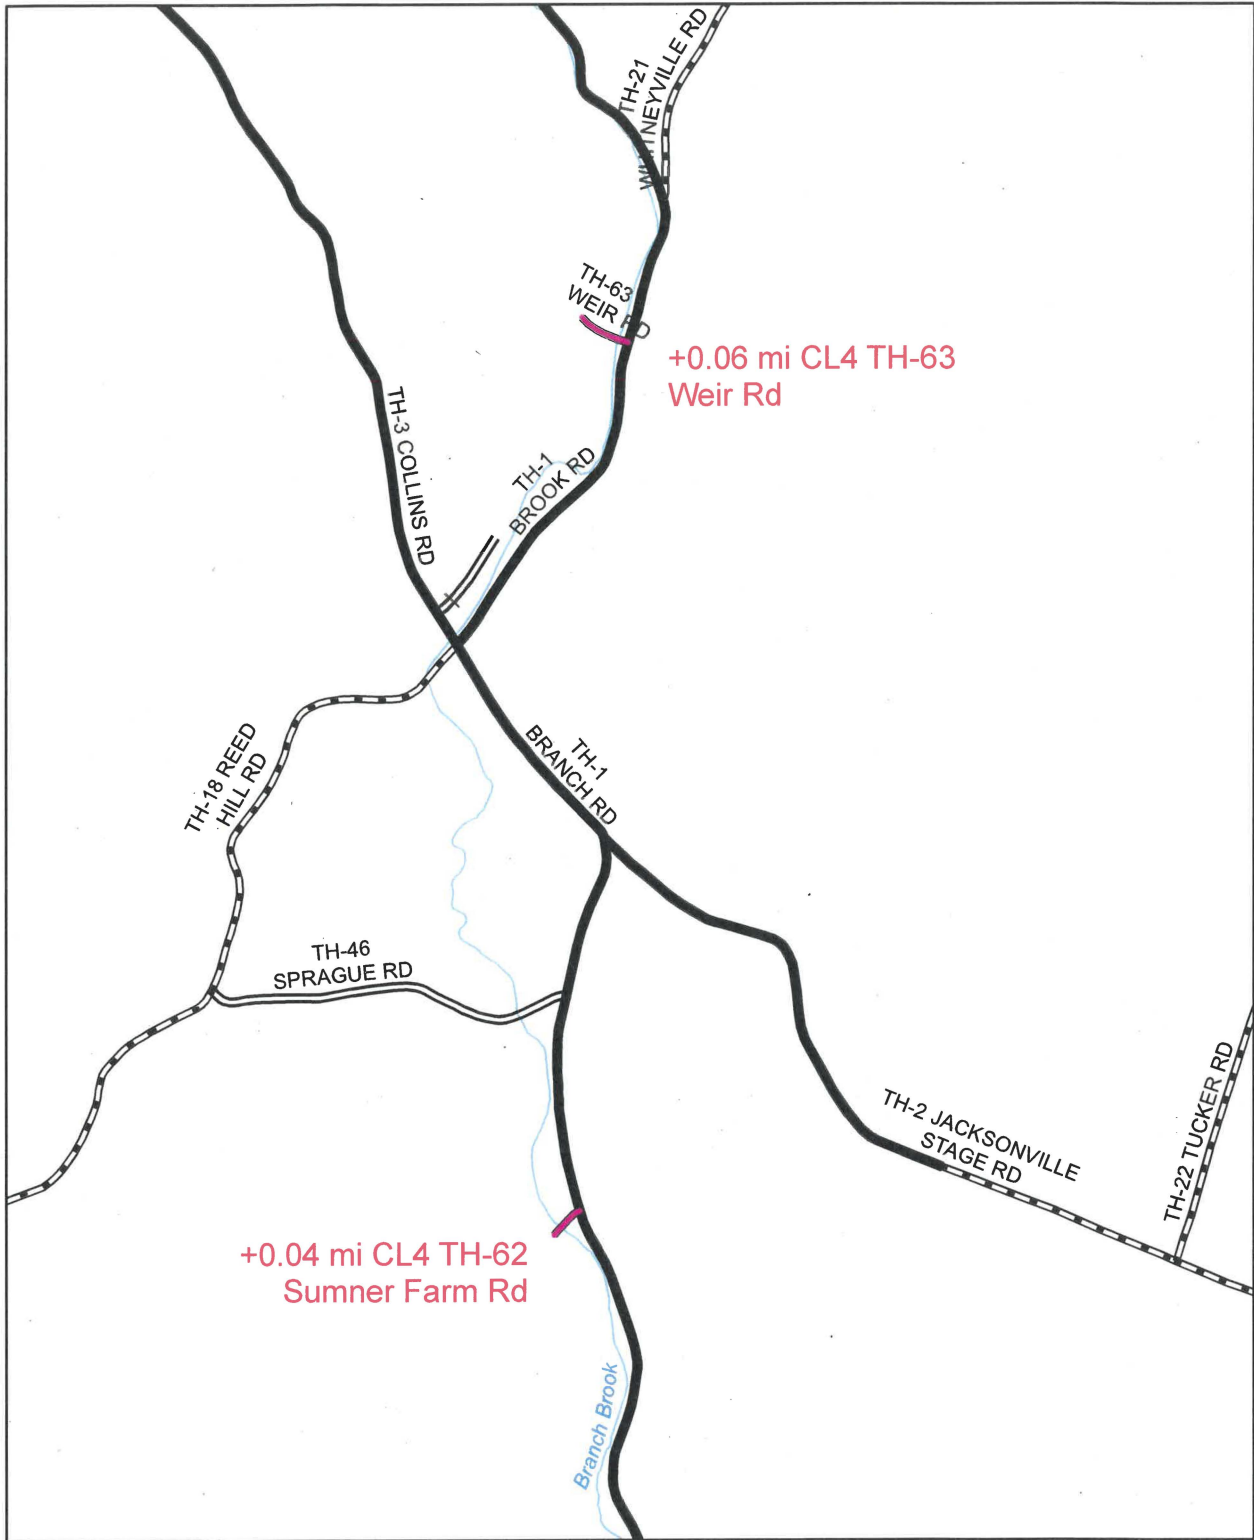 TH-21
WHITNEYVILLE RD
TH-63
WEIR RD
+0.06 mi CL4 TH-63
Weir Rd
TH-3 COLLINS RD
TH-1
BROOK RD
TH-18 REED
HILL RD
TH-1
BRANCH RD
TH-46
SPRAGUE RD
TH-2 JACKSONVILLE
STAGE RD
TH-22 TUCKER RD
+0.04 mi CL4 TH-62
Sumner Farm Rd
Branch Brook